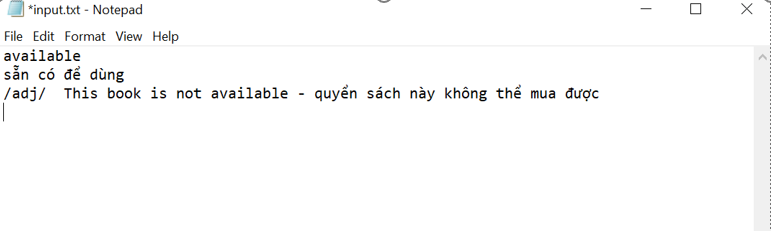 *input.txt - Notepad
File Edit Format View Help
available
sẵn có để dùng
/adj/  This book is not available - quyển sách này không thể mua được